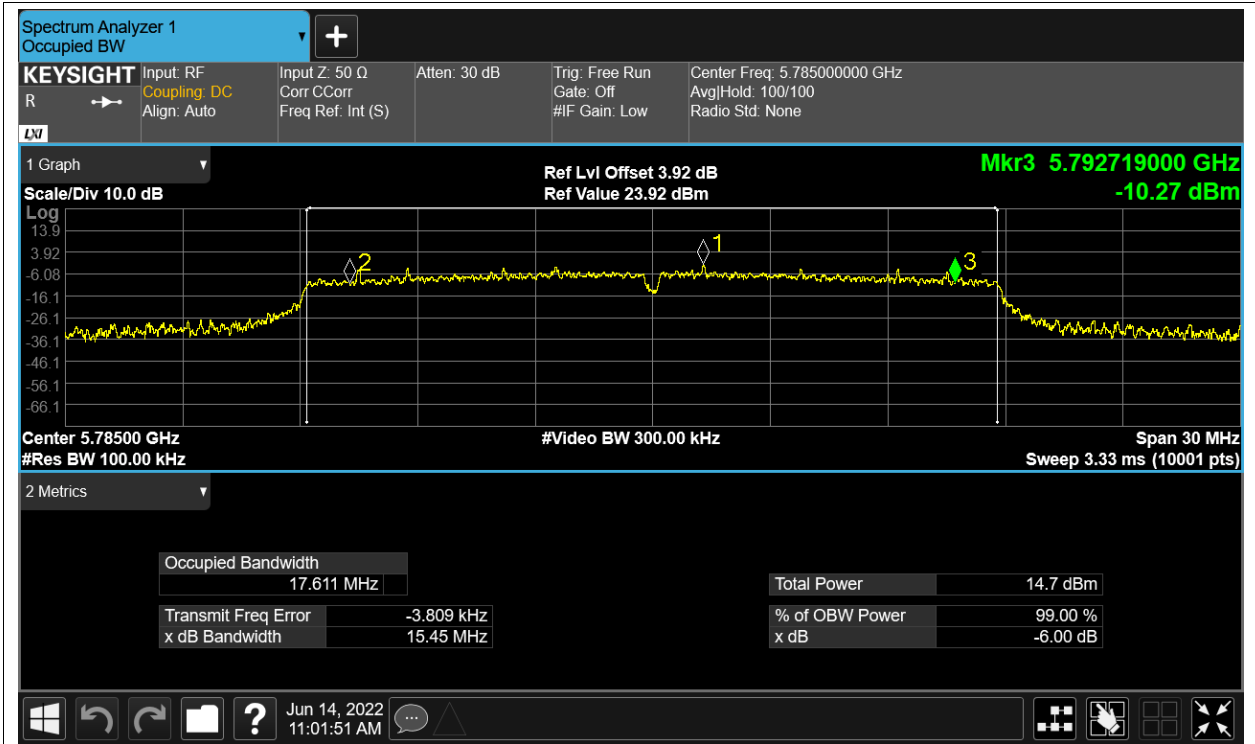 Spectrum Analyzer 1
Occupied BW
+
KEYSIGHT
R
LXI
Input: RF
Coupling: DC
Align: Auto
Input Z: 50 Ω
Corr CCorr
Freq Ref: Int (S)
Atten: 30 dB
Trig: Free Run
Gate: Off
#IF Gain: Low
Center Freq: 5.785000000 GHz
Avg|Hold: 100/100
Radio Std: None
1 Graph
Scale/Div 10.0 dB
Ref Lvl Offset 3.92 dB
Ref Value 23.92 dBm
Mkr3 5.792719000 GHz
-10.27 dBm
Log
13.9
3.92
-6.08
-16.1
-26.1
-36.1
-46.1
-56.1
-66.1
2
1
3
Center 5.78500 GHz
#Video BW 300.00 kHz
Span 30 MHz
#Res BW 100.00 kHz
Sweep 3.33 ms (10001 pts)
2 Metrics
Occupied Bandwidth
17.611 MHz
Total Power 14.7 dBm
Transmit Freq Error -3.809 kHz
% of OBW Power 99.00 %
x dB Bandwidth 15.45 MHz
x dB -6.00 dB
?
Jun 14, 2022
11:01:51 AM